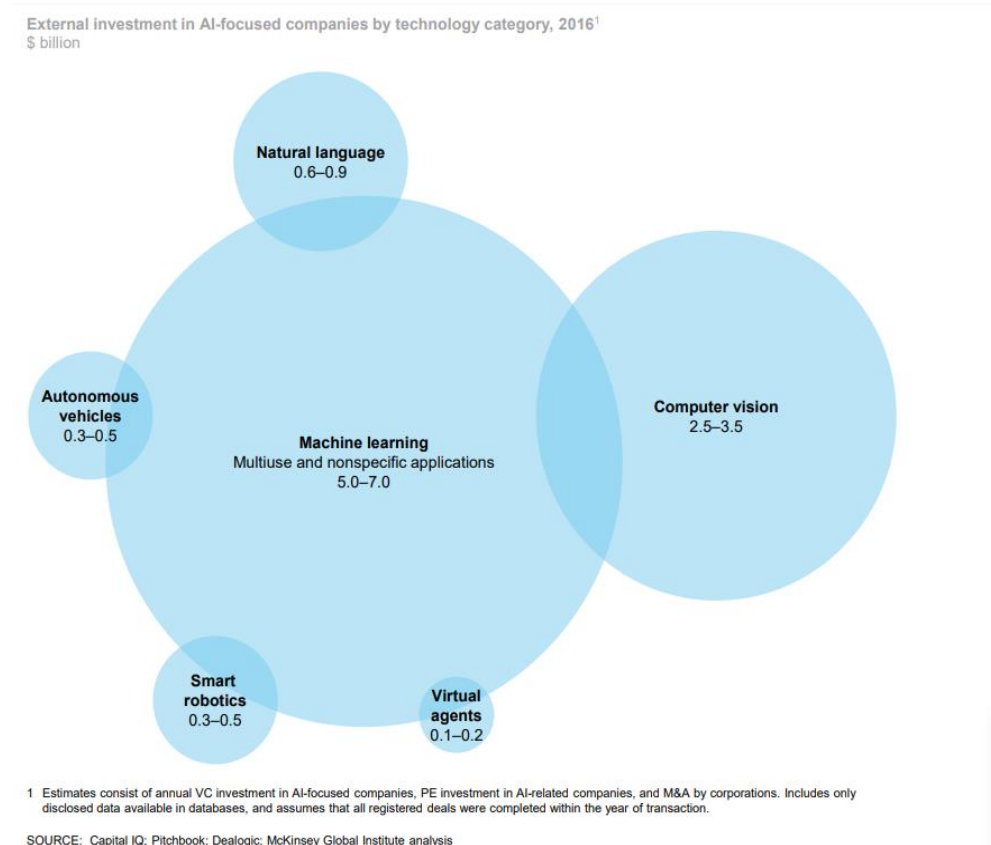 External investment in AI-focused companies by technology category, 2016¹
$ billion
Natural language
0.6–0.9
Autonomous
vehicles
0.3–0.5
Machine learning
Multiuse and nonspecific applications
5.0–7.0
Computer vision
2.5–3.5
Smart
robotics
0.3–0.5
Virtual
agents
0.1–0.2
1 Estimates consist of annual VC investment in AI-focused companies, PE investment in AI-related companies, and M&A by corporations. Includes only
disclosed data available in databases, and assumes that all registered deals were completed within the year of transaction.
SOURCE: Capital IQ; Pitchbook; Dealogic; McKinsey Global Institute analysis